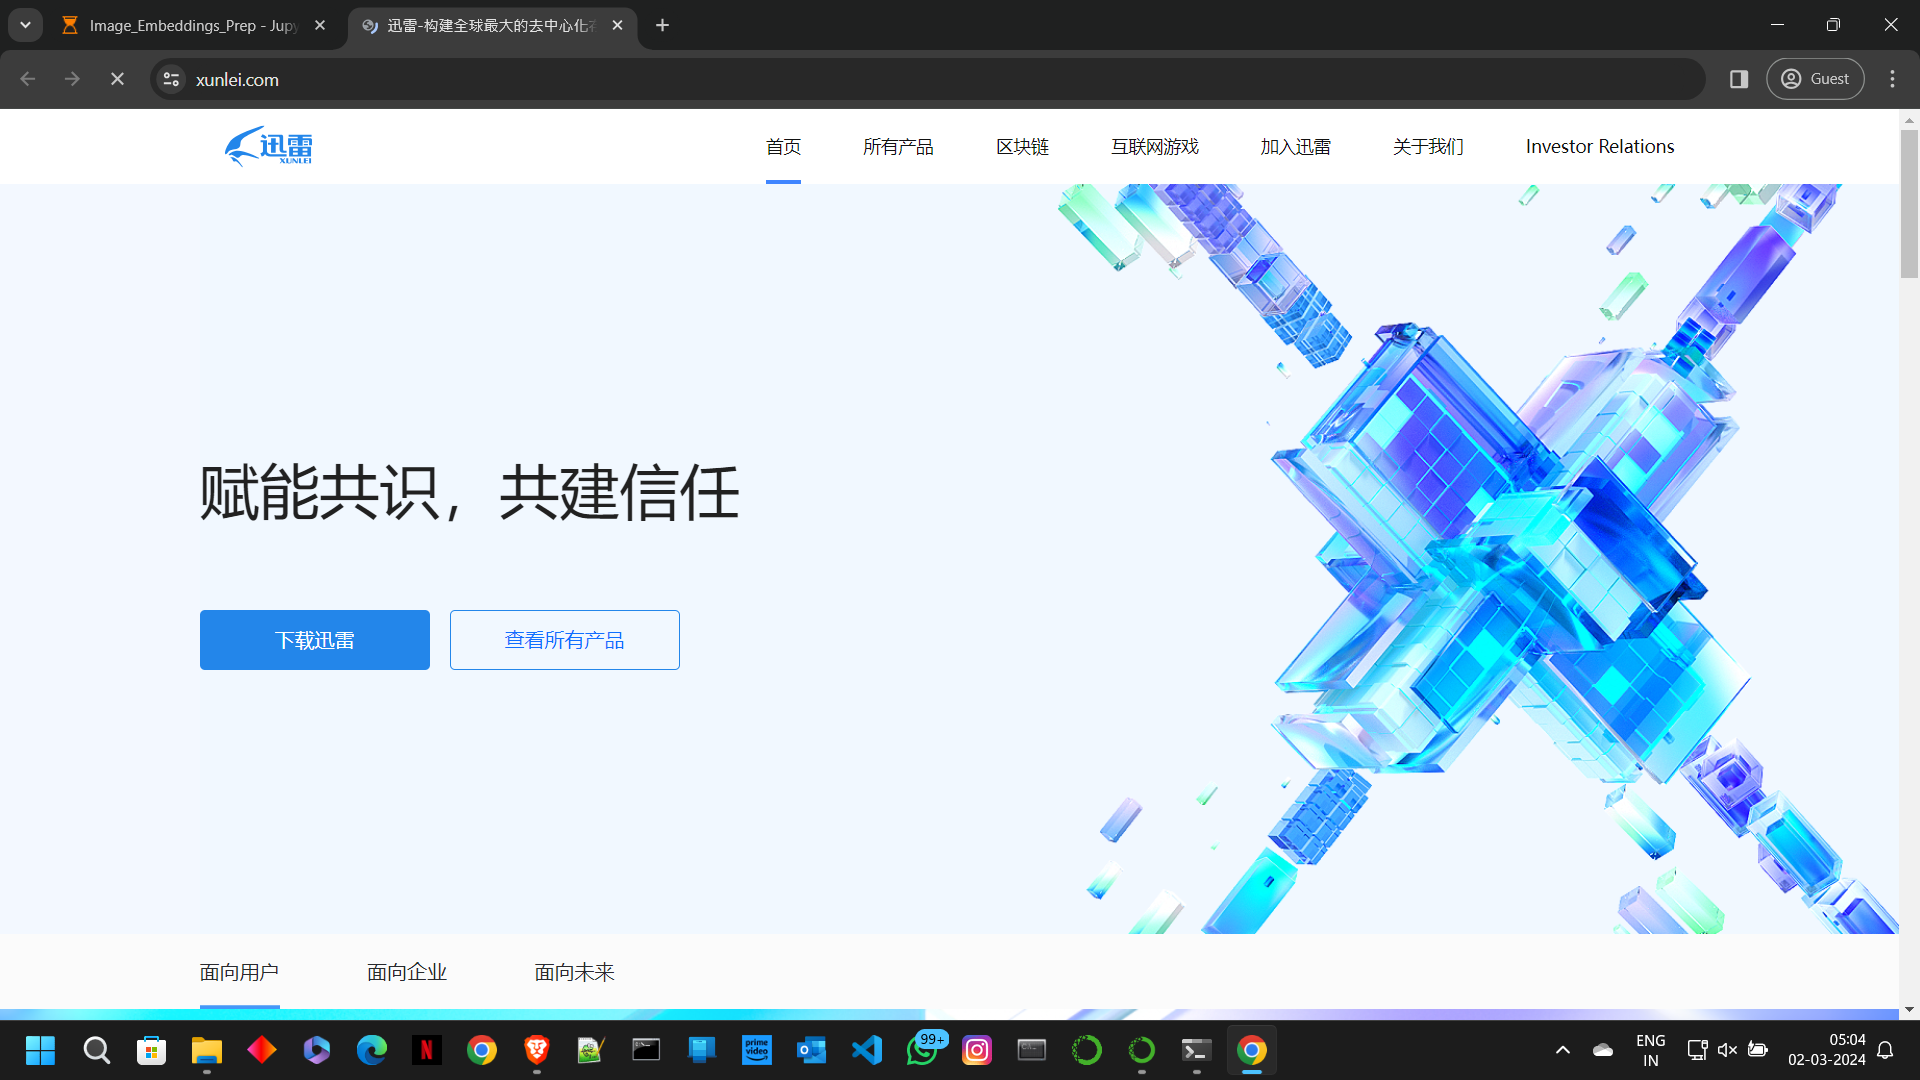 Image_Embeddings_Prep - Jupy
迅雷-构建全球最大的去中心化
xunlei.com
Guest
迅雷
XUNLEI
首页 所有产品 区块链 互联网游戏 加入迅雷 关于我们 Investor Relations
赋能共识，共建信任
下载迅雷 查看所有产品
面向用户 面向企业 面向未来
prime video
99+
ENG
IN
05:04
02-03-2024